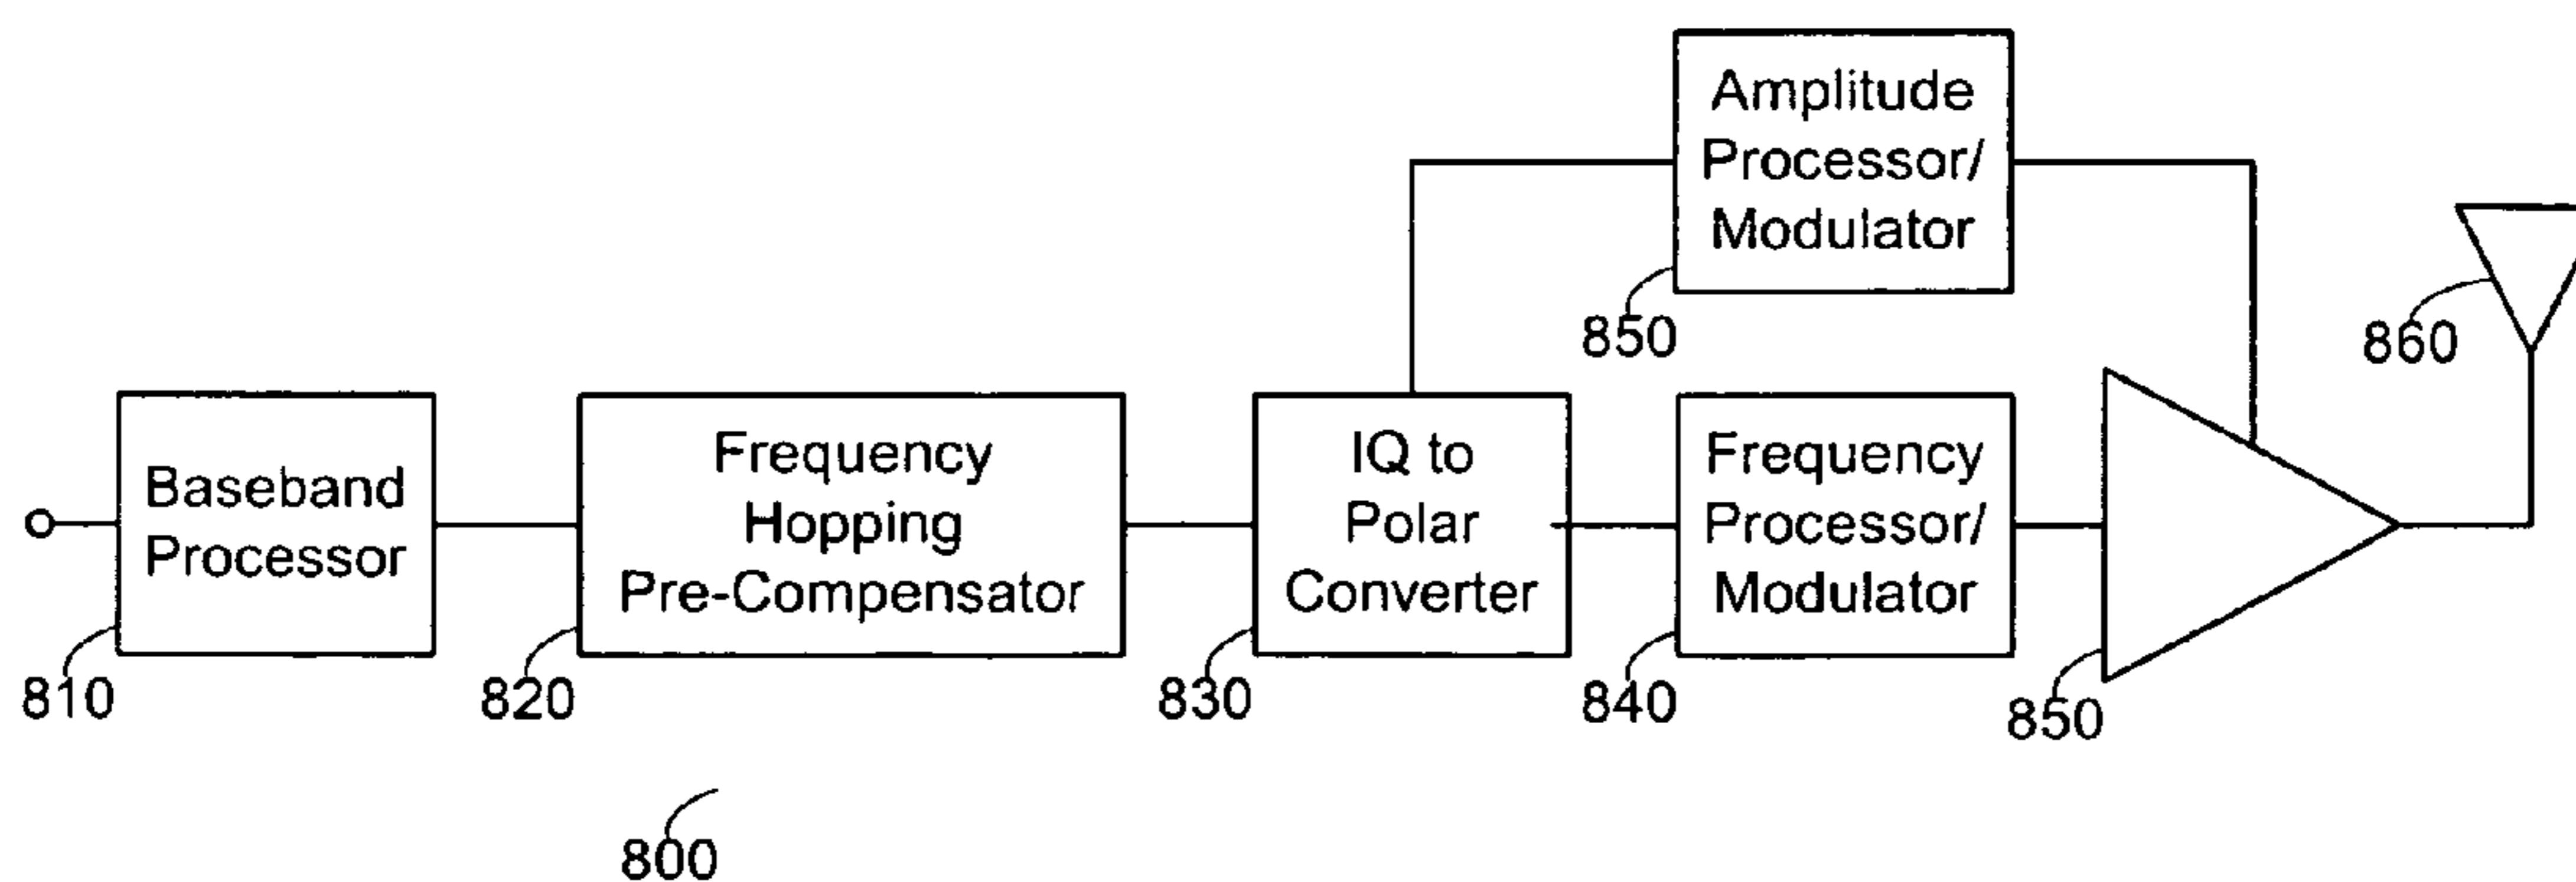 Amplitude
Processor/
Modulator
850
860
Baseband
Processor
810
Frequency
Hopping
Pre-Compensator
820
IQ to
Polar
Converter
830
Frequency
Processor/
Modulator
840
850
800